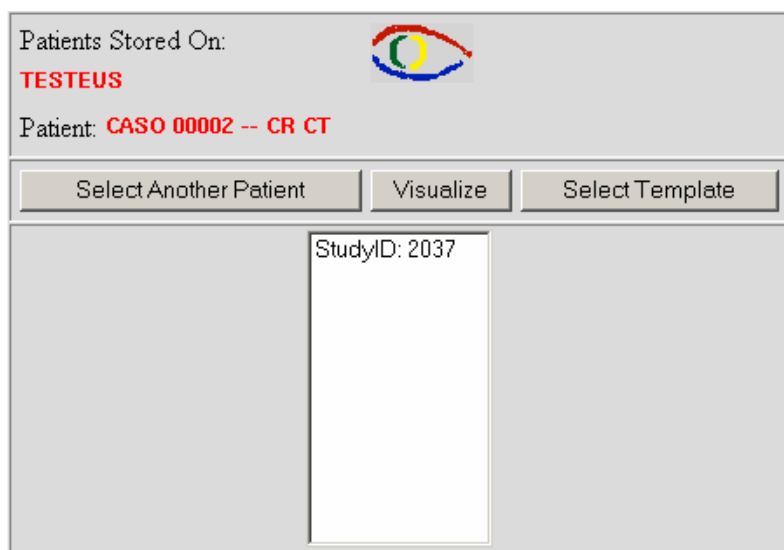 Patients Stored On:
TESTEUS
Patient: CASO 00002 -- CR CT
Select Another Patient Visualize Select Template
StudyID: 2037